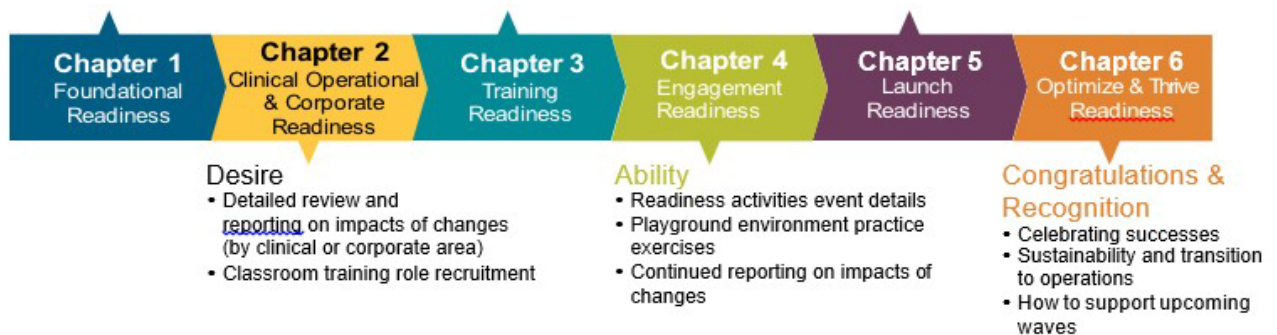 Chapter 1
Foundational
Readiness
Chapter 2
Clinical Operational
& Corporate
Readiness
Chapter 3
Training
Readiness
Chapter 4
Engagement
Readiness
Chapter 5
Launch
Readiness
Chapter 6
Optimize & Thrive
Readiness
Desire
• Detailed review and
reporting on impacts of changes
(by clinical or corporate area)
• Classroom training role recruitment
Ability
• Readiness activities event details
• Playground environment practice
exercises
• Continued reporting on impacts of
changes
Congratulations &
Recognition
• Celebrating successes
• Sustainability and transition
to operations
• How to support upcoming
waves